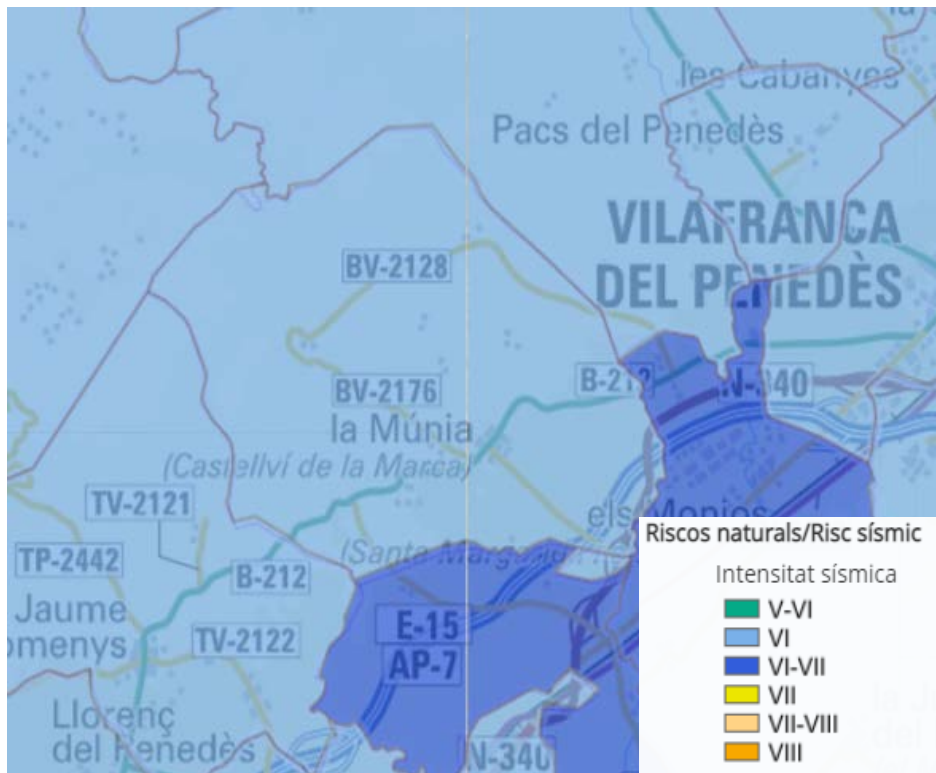 les Cabanyes
Pacs del Penedès
VILAFRANCA
DEL PENEDÈS
BV-2128
B-212
N-340
BV-2176
la Múnia
(Castellví de la Marca)
TV-2121
els Monjos
(Santa Margarida
TP-2442
B-212
Jaume
E-15
AP-7
TV-2122
Llorenç
del Penedès
N-340
Riscos naturals/Risc sísmic
Intensitat sísmica
V-VI
VI
VI-VII
VII
VII-VIII
VIII